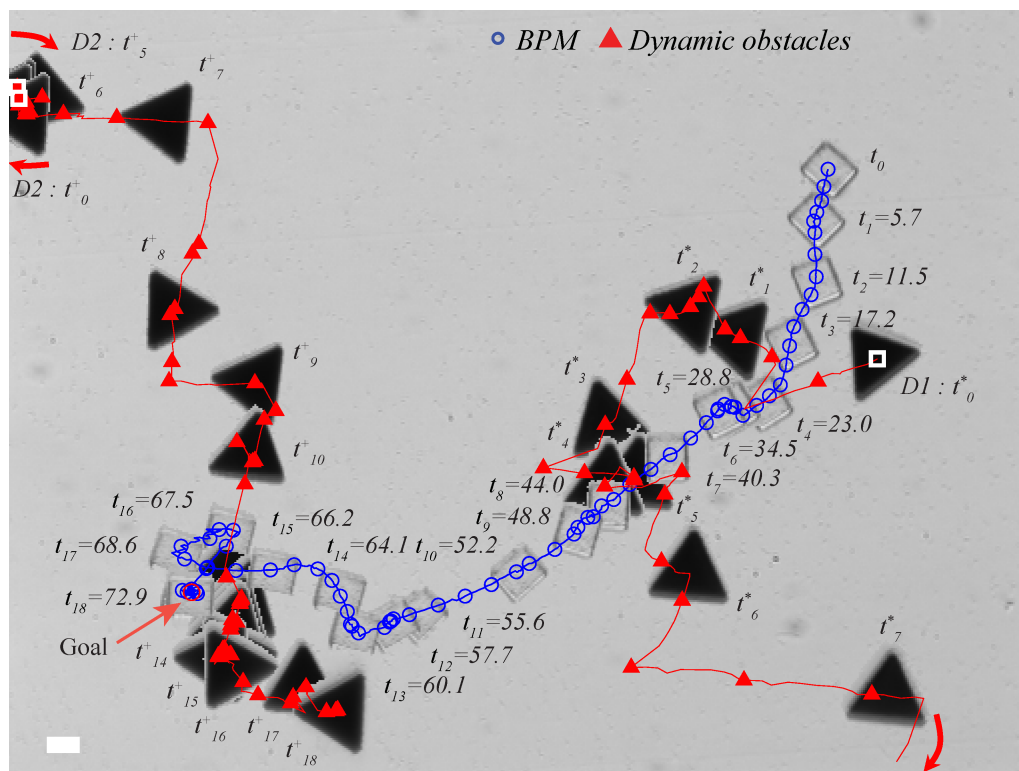 D2 : t⁺₅
BPM
Dynamic obstacles
t⁺₇
t⁺₆
t₀
D2 : t⁺₀
t₁=5.7
t⁺₈
t*₂
t*₁
t₂=11.5
t₃=17.2
t⁺₉
t*₃
t₅=28.8
D1 : t*₀
t₄=23.0
t*₄
t⁺₁₀
t₆=34.5
t₇=40.3
t₈=44.0
t₁₆=67.5
t*₅
t₁₅=66.2
t₉=48.8
t₁₇=68.6
t₁₄=64.1
t₁₀=52.2
t₁₈=72.9
t*₆
t₁₁=55.6
Goal
t*₇
t⁺₁₄
t₁₂=57.7
t⁺₁₅
t₁₃=60.1
t⁺₁₆
t⁺₁₇
t⁺₁₈